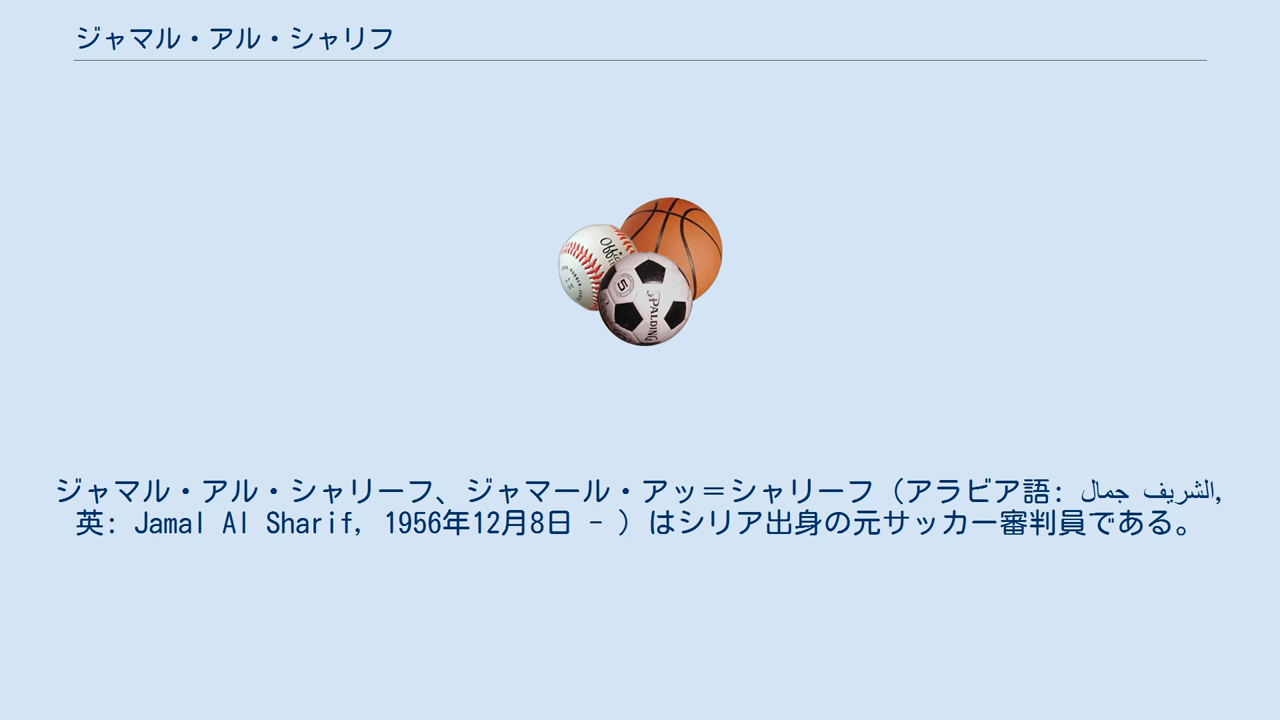 ジャマル・アル・シャリフ
Offic
5
SPALDING
ジャマル・アル・シャリーフ、ジャマール・アッ＝シャリーフ（アラビア語: الشريف جمال,
英: Jamal Al Sharif, 1956年12月8日 - ）はシリア出身の元サッカー審判員である。